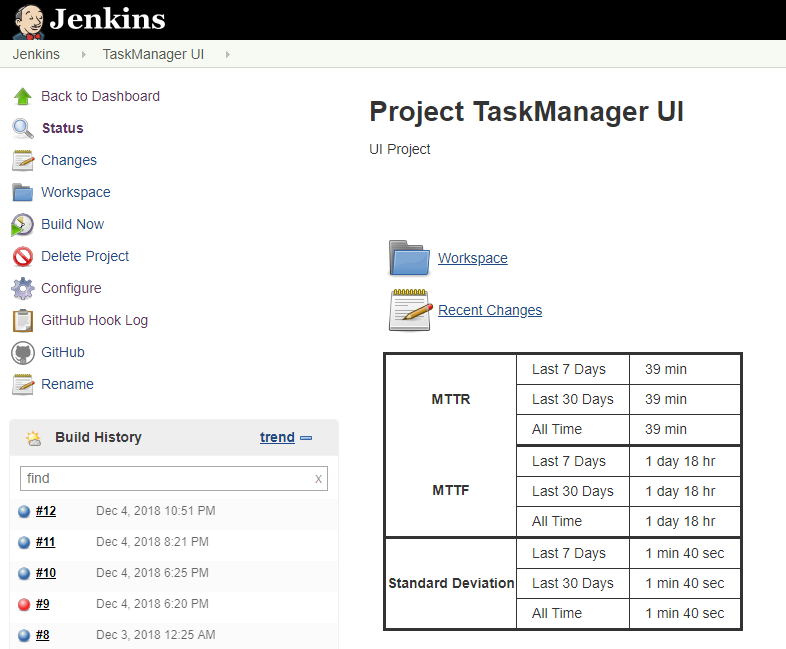 Jenkins
Jenkins TaskManager UI
Back to Dashboard
Status
Changes
Workspace
Build Now
Delete Project
Configure
GitHub Hook Log
GitHub
Rename
Build History trend
find x
#12 Dec 4, 2018 10:51 PM
#11 Dec 4, 2018 8:21 PM
#10 Dec 4, 2018 6:25 PM
#9 Dec 4, 2018 6:20 PM
#8 Dec 3, 2018 12:25 AM
Project TaskManager UI
UI Project
Workspace
Recent Changes
MTTR
Last 7 Days 39 min
Last 30 Days 39 min
All Time 39 min
MTTF
Last 7 Days 1 day 18 hr
Last 30 Days 1 day 18 hr
All Time 1 day 18 hr
Standard Deviation
Last 7 Days 1 min 40 sec
Last 30 Days 1 min 40 sec
All Time 1 min 40 sec